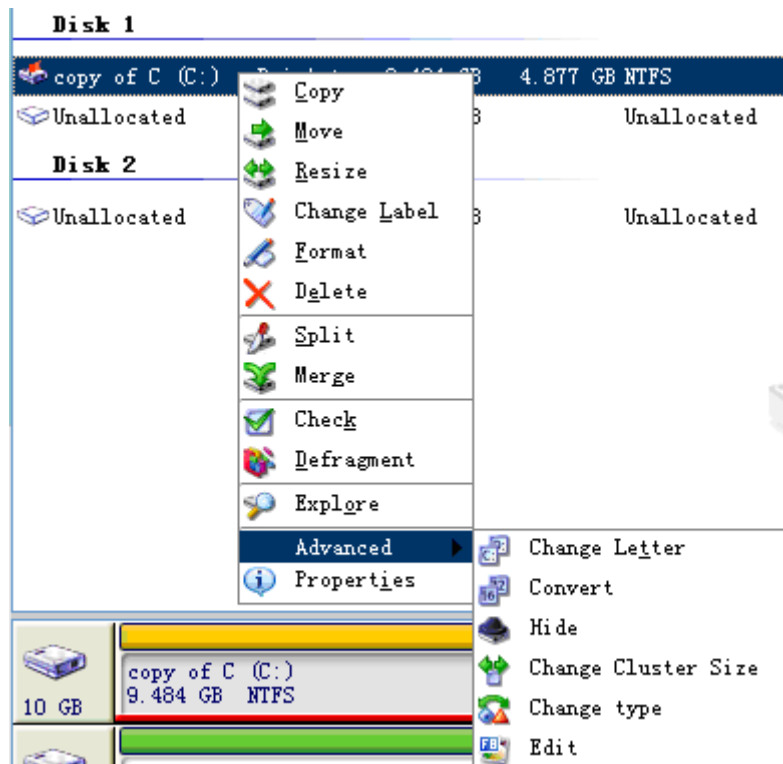 Disk 1
copy of C (C:) 4.877 GB NTFS
Unallocated Unallocated
Disk 2
Unallocated Unallocated
Copy
Move
Resize
Change Label
Format
Delete
Split
Merge
Check
Defragment
Explore
Advanced
Properties
Change Letter
Convert
Hide
Change Cluster Size
Change type
Edit
copy of C (C:)
10 GB 9.484 GB NTFS